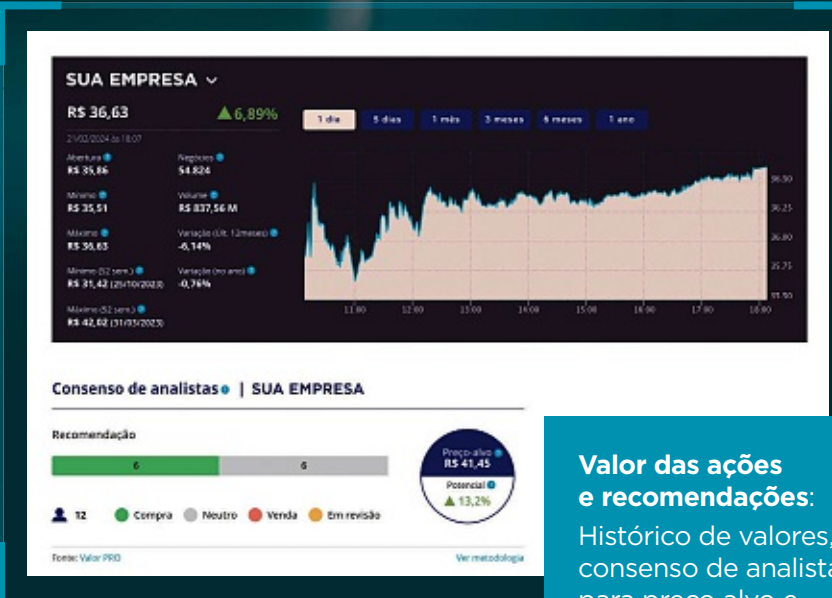 SUA EMPRESA
R$ 36,63
6,89%
21/02/2024 às 18:07
Abertura
R$ 35,86
Negócios
54.824
Mínimo
R$ 35,51
Volume
R$ 837,56 M
Máximo
R$ 36,63
Variação (Últ. 12meses)
-6,14%
Mínimo (52 sem.)
R$ 31,42 (25/10/2023)
Variação (no ano)
-0,76%
Máximo (52 sem.)
R$ 42,02 (31/03/2023)
1 dia 5 dias 1 mês 3 meses 6 meses 1 ano
36.50
36.25
36.00
35.75
35.50
11:00 12:00 13:00 14:00 15:00 16:00 17:00 18:00
Consenso de analistas | SUA EMPRESA
Recomendação
6 6
12 Compra Neutro Venda Em revisão
Preço-alvo
R$ 41,45
Potencial
13,2%
Fonte: Valor PRO
Ver metodologia
Valor das ações
e recomendações:
Histórico de valores,
consenso de analista
para preço alvo e